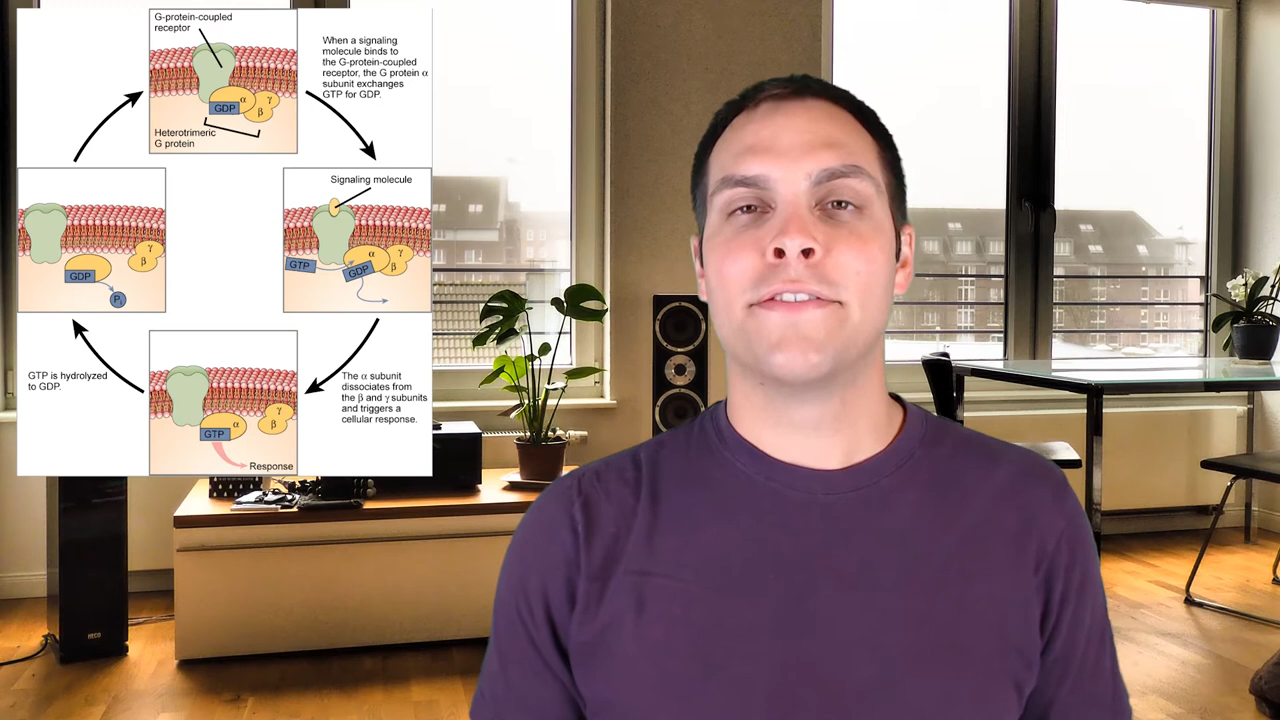 G-protein-coupled
receptor
When a signaling
molecule binds to
the G-protein-coupled
receptor, the G protein α
subunit exchanges
GTP for GDP.
α
γ
GDP
β
Heterotrimeric
G protein
Signaling molecule
α
γ
GTP
GDP
β
γ
β
GDP
Pi
GTP is hydrolyzed
to GDP.
The α subunit
dissociates from
the β and γ subunits
and triggers a
cellular response.
γ
GTP
α
β
Response
HECO